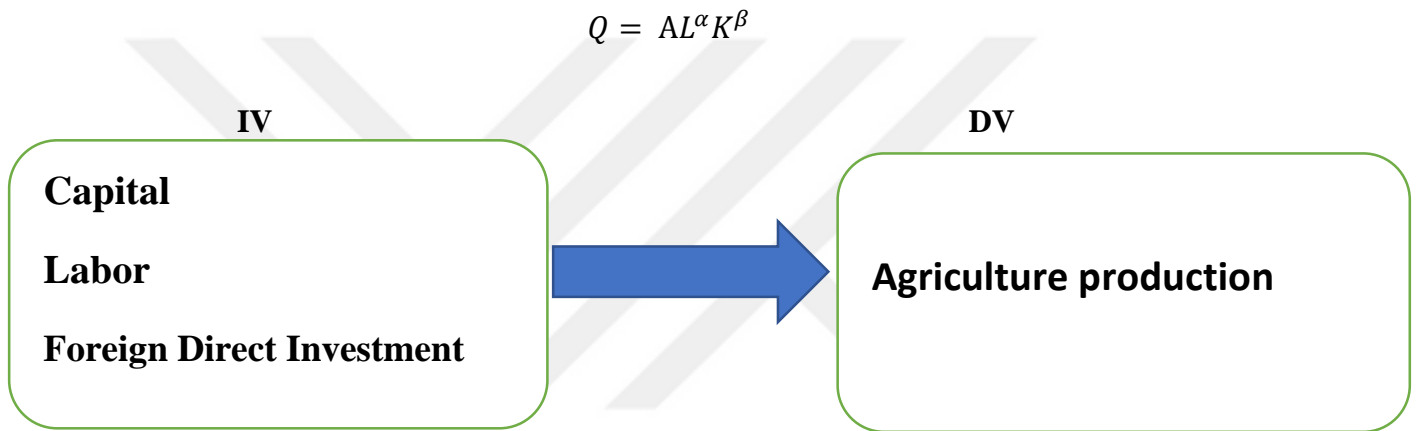 Q = AL^α K^β
IV
DV
Capital
Labor
Foreign Direct Investment
Agriculture production